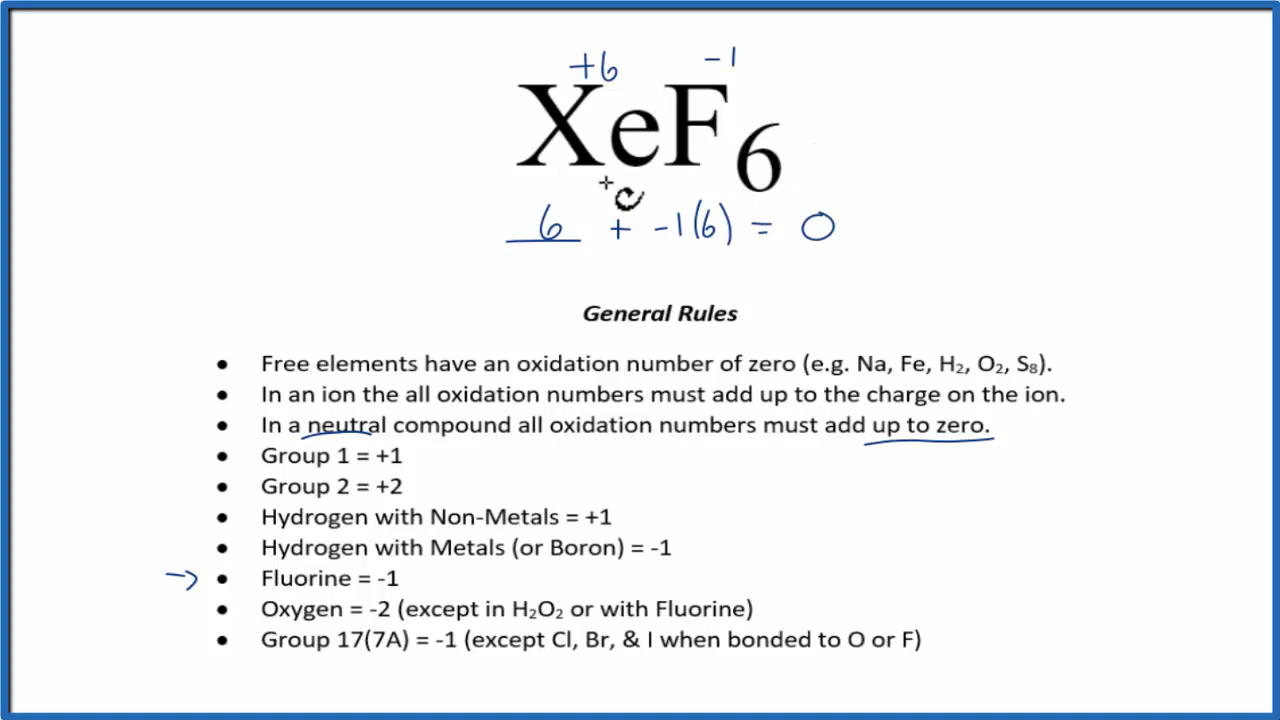 +6 -1
XeF₆
6 + -1(6) = 0
General Rules
• Free elements have an oxidation number of zero (e.g. Na, Fe, H₂, O₂, S₈).
• In an ion the all oxidation numbers must add up to the charge on the ion.
• In a neutral compound all oxidation numbers must add up to zero.
• Group 1 = +1
• Group 2 = +2
• Hydrogen with Non-Metals = +1
• Hydrogen with Metals (or Boron) = -1
→ • Fluorine = -1
• Oxygen = -2 (except in H₂O₂ or with Fluorine)
• Group 17(7A) = -1 (except Cl, Br, & I when bonded to O or F)